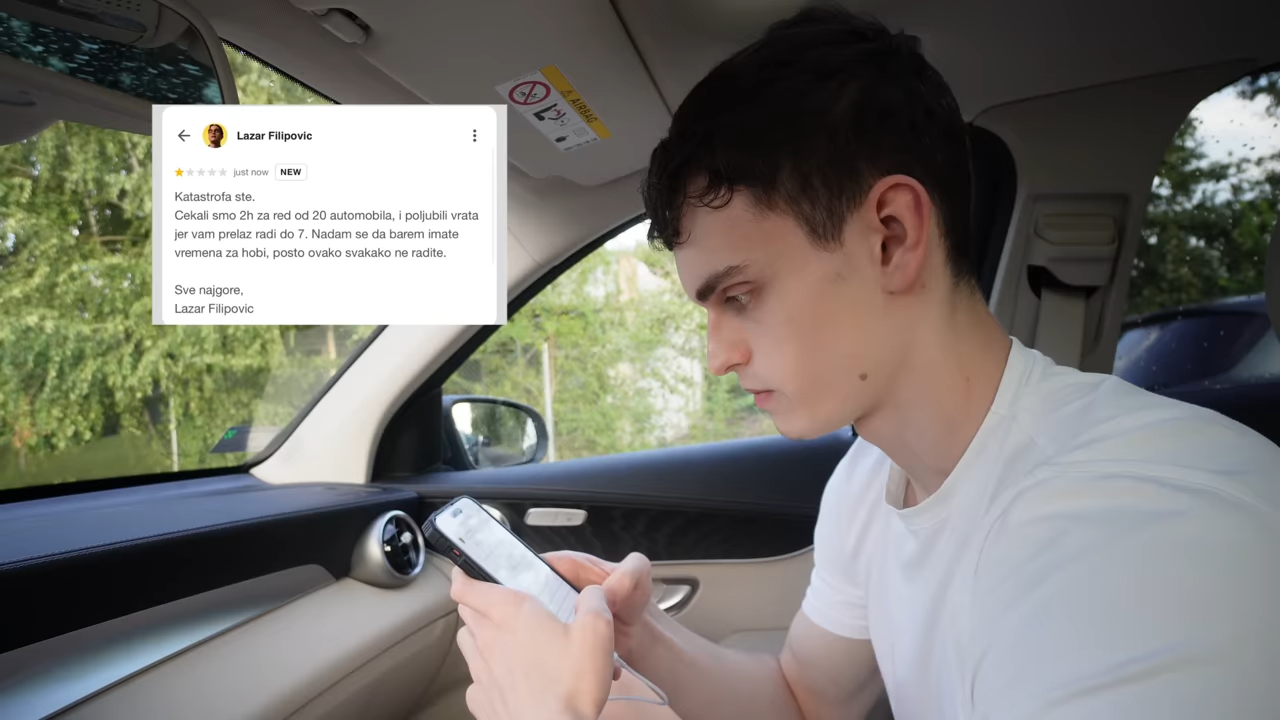 AIRBAG
Lazar Filipovic
just now NEW
Katastrofa ste.
Cekali smo 2h za red od 20 automobila, i poljubili vrata
jer vam prelaz radi do 7. Nadam se da barem imate
vremena za hobi, posto ovako svakako ne radite.
Sve najgore,
Lazar Filipovic